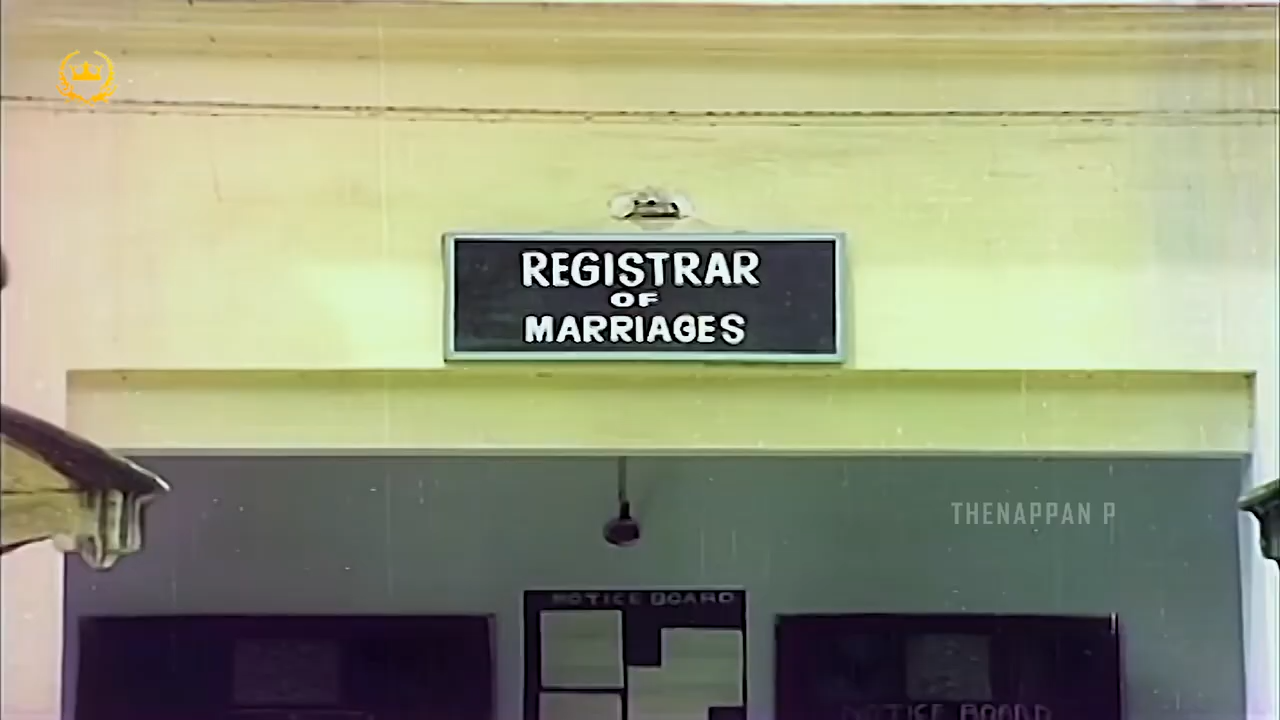 REGISTRAR
OF
MARRIAGES
THENAPPAN P
NOTICE BOARD
NOTICE BOARD